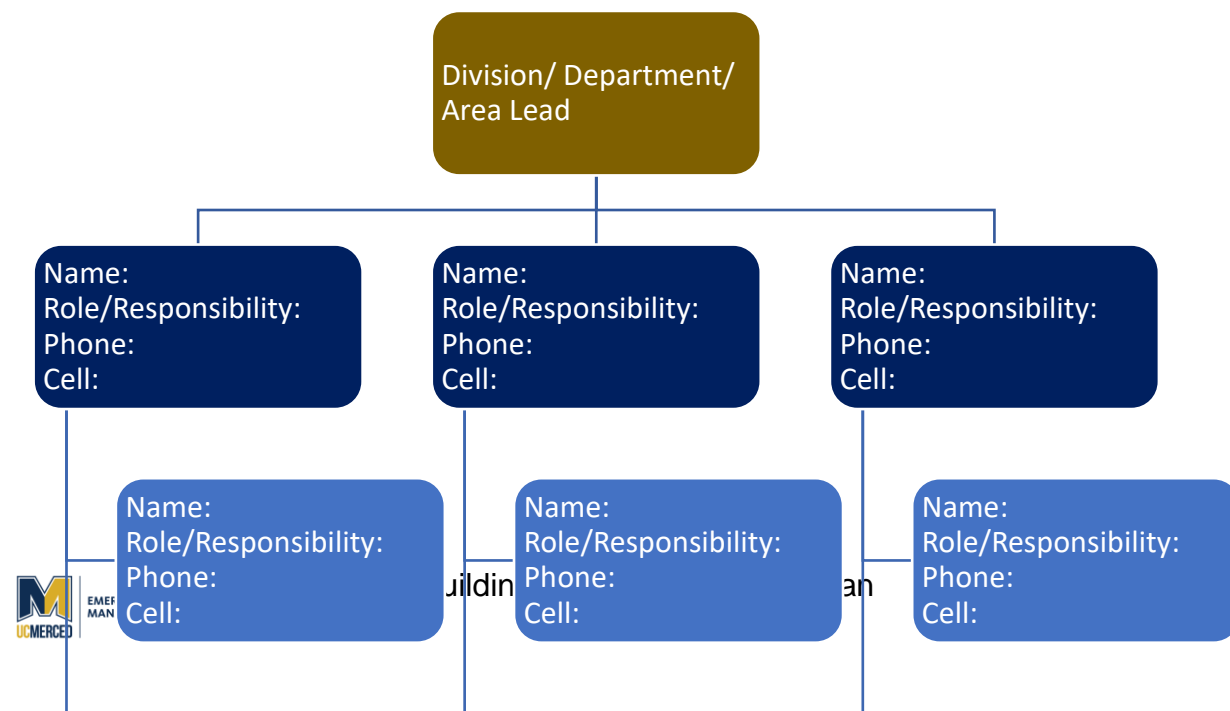 Division/ Department/
Area Lead
Name:
Role/Responsibility:
Phone:
Cell:
Name:
Role/Responsibility:
Phone:
Cell:
Name:
Role/Responsibility:
Phone:
Cell:
Name:
Role/Responsibility:
Phone:
Cell:
Name:
Role/Responsibility:
Phone:
Cell:
Name:
Role/Responsibility:
Phone:
Cell:
UCMERCED